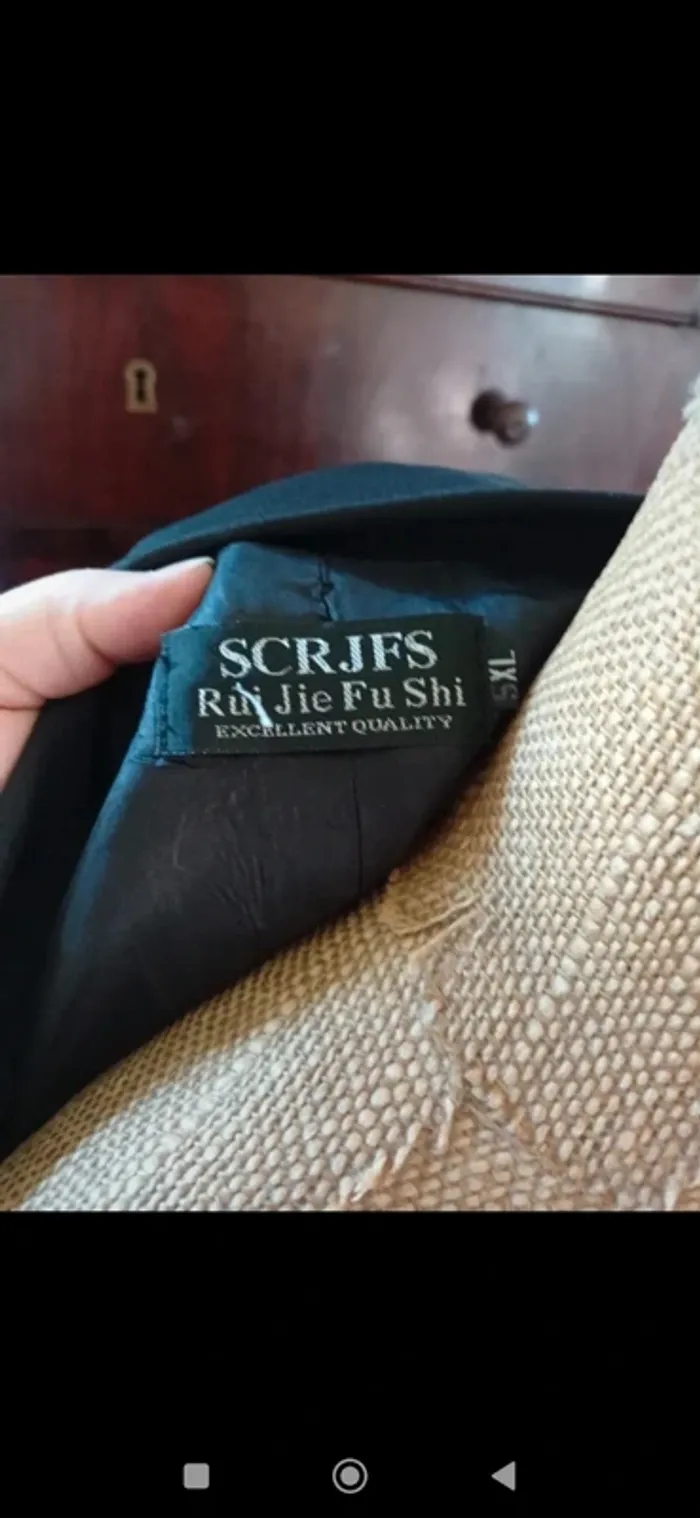 SCRJFS
Rui Jie Fu Shi
EXCELLENT QUALITY
5XL